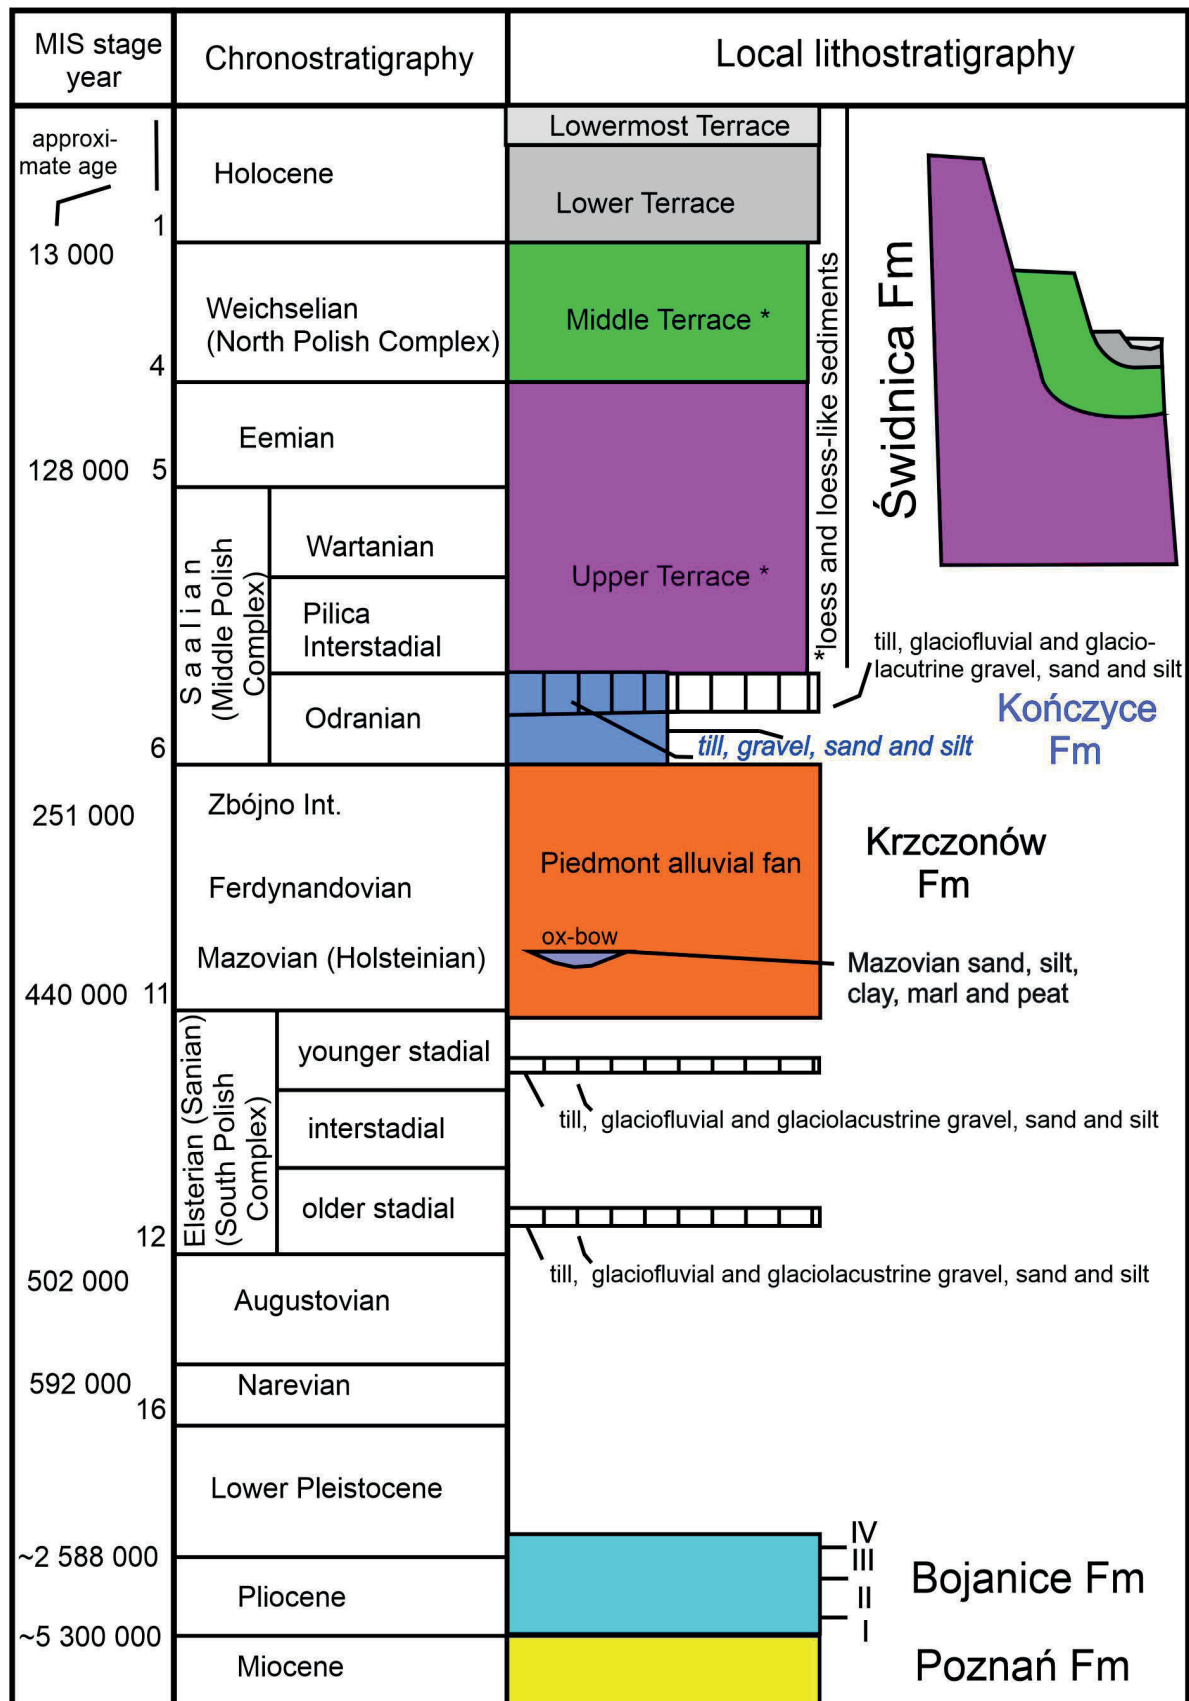 MIS stage
year
Chronostratigraphy
Local lithostratigraphy
approxi-
mate age
1
13 000
Holocene
Lowermost Terrace
Lower Terrace
Weichselian
(North Polish Complex)
4
Middle Terrace *
Eemian
128 000 5
Saalian
(Middle Polish
Complex)
Wartanian
Pilica
Interstadial
Odranian
6
Upper Terrace *
*loess and loess-like sediments
Świdnica Fm
till, glaciofluvial and glacio-
lacutrine gravel, sand and silt
till, gravel, sand and silt
Kończyce
Fm
Zbójno Int.
251 000
Ferdynandovian
Mazovian (Holsteinian)
440 000 11
Piedmont alluvial fan
ox-bow
Krzczonów
Fm
Mazovian sand, silt,
clay, marl and peat
Elsterian (Sanian)
(South Polish
Complex)
younger stadial
interstadial
older stadial
12
till, glaciofluvial and glaciolacustrine gravel, sand and silt
till, glaciofluvial and glaciolacustrine gravel, sand and silt
502 000
Augustovian
592 000
Narevian
16
Lower Pleistocene
~2 588 000
Pliocene
~5 300 000
Miocene
IV
III
II
I
Bojanice Fm
Poznań Fm